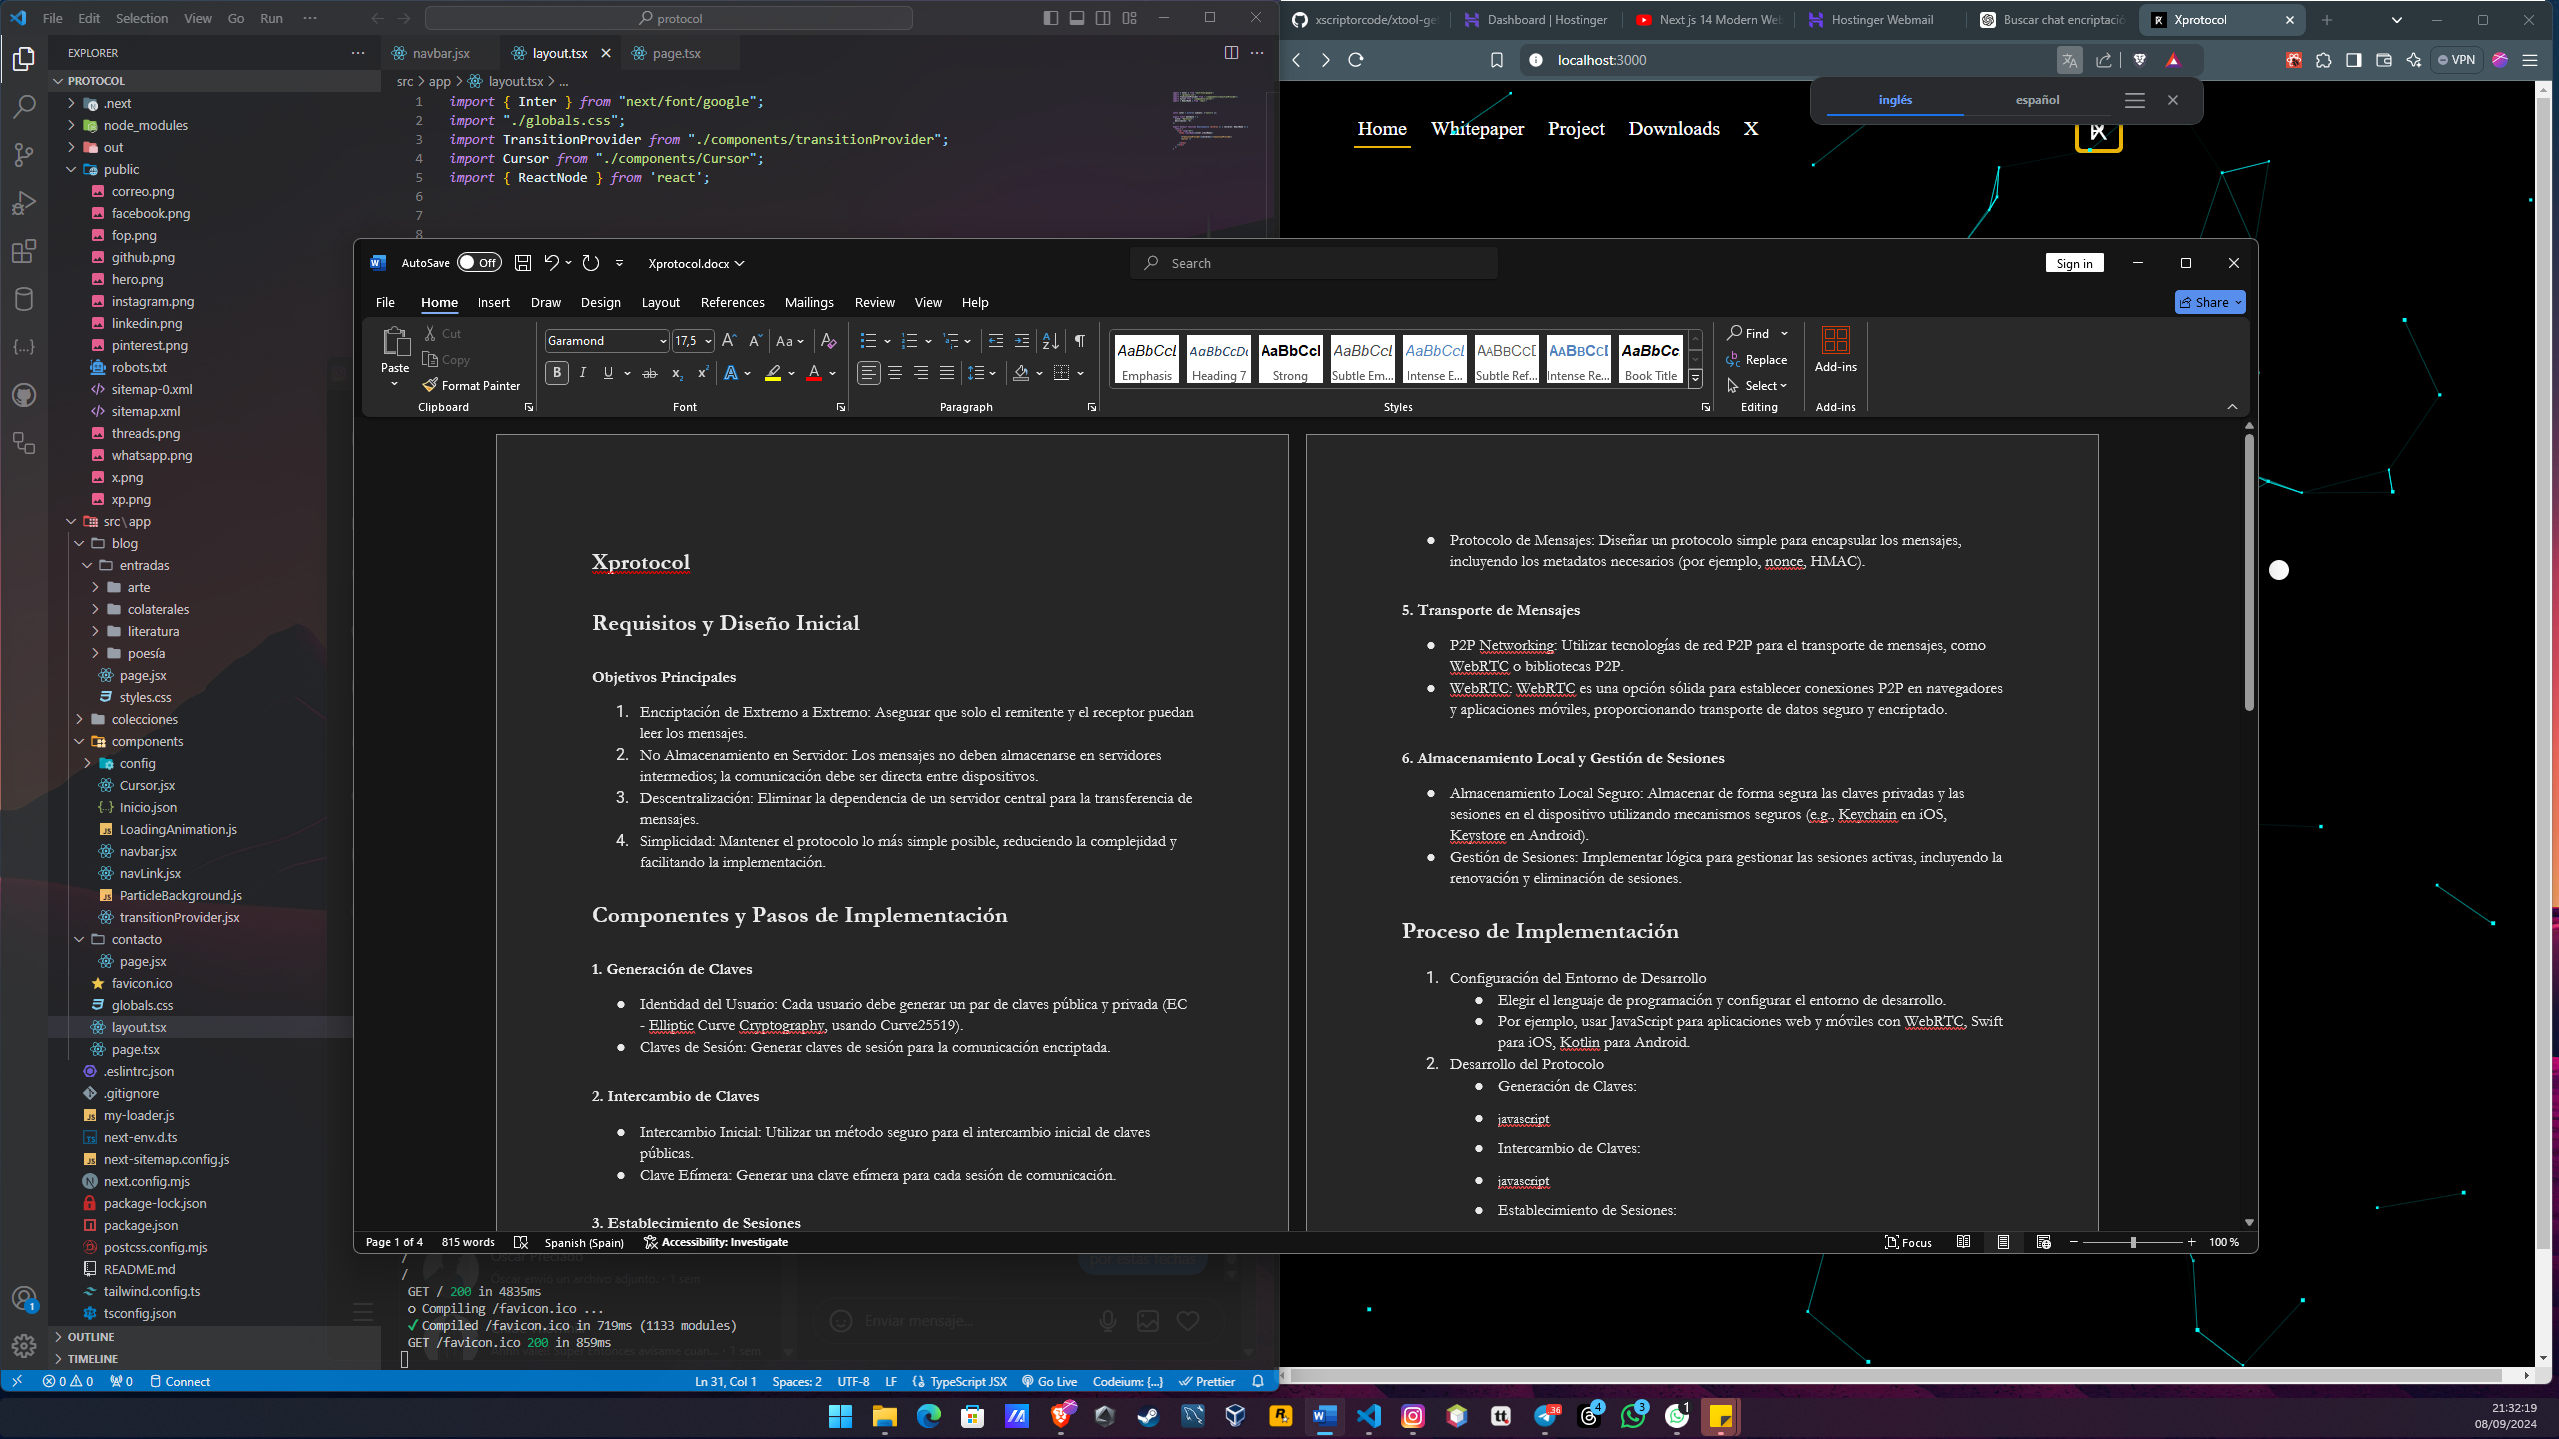 File Edit Selection View Go Run ···
protocol
EXPLORER
PROTOCOL
.next
node_modules
out
public
correo.png
facebook.png
fop.png
github.png
hero.png
instagram.png
linkedin.png
pinterest.png
robots.txt
sitemap-0.xml
sitemap.xml
threads.png
whatsapp.png
x.png
xp.png
src\app
blog
entradas
arte
colaterales
literatura
poesía
page.jsx
styles.css
colecciones
components
config
Cursor.jsx
Inicio.json
LoadingAnimation.js
navbar.jsx
navLink.jsx
ParticleBackground.js
transitionProvider.jsx
contacto
page.jsx
favicon.ico
globals.css
layout.tsx
page.tsx
.eslintrc.json
.gitignore
my-loader.js
next-env.d.ts
next-sitemap.config.js
next.config.mjs
package-lock.json
package.json
postcss.config.mjs
README.md
tailwind.config.ts
tsconfig.json
OUTLINE
TIMELINE
navbar.jsx layout.tsx page.tsx
src > app > layout.tsx > ...
1 import { Inter } from "next/font/google";
2 import "./globals.css";
3 import TransitionProvider from "./components/transitionProvider";
4 import Cursor from "./components/Cursor";
5 import { ReactNode } from 'react';
6
7
8
xscriptorcode/xtool-ge Dashboard | Hostinger Next js 14 Modern Web Hostinger Webmail Buscar chat encriptació Xprotocol
localhost:3000
VPN
inglés español
Home Whitepaper Project Downloads X
AutoSave Off Xprotocol.docx
Search
Sign in
File Home Insert Draw Design Layout References Mailings Review View Help
Share
Paste Cut Copy Format Painter
Clipboard
Garamond 17,5
Font
Paragraph
AaBbCcL AaBbCcDc AaBbCcI AaBbCcL AaBbCcL AABBCCD AABBCCL AaBbCc
Emphasis Heading 7 Strong Subtle Em... Intense E... Subtle Ref... Intense Re... Book Title
Styles
Find
Replace
Select
Editing
Add-ins
Add-ins
Xprotocol
Requisitos y Diseño Inicial
Objetivos Principales
1. Encriptación de Extremo a Extremo: Asegurar que solo el remitente y el receptor puedan
leer los mensajes.
2. No Almacenamiento en Servidor: Los mensajes no deben almacenarse en servidores
intermedios; la comunicación debe ser directa entre dispositivos.
3. Descentralización: Eliminar la dependencia de un servidor central para la transferencia de
mensajes.
4. Simplicidad: Mantener el protocolo lo más simple posible, reduciendo la complejidad y
facilitando la implementación.
Componentes y Pasos de Implementación
1. Generación de Claves
● Identidad del Usuario: Cada usuario debe generar un par de claves pública y privada (EC
- Elliptic Curve Cryptography, usando Curve25519).
● Claves de Sesión: Generar claves de sesión para la comunicación encriptada.
2. Intercambio de Claves
● Intercambio Inicial: Utilizar un método seguro para el intercambio inicial de claves
públicas.
● Clave Efímera: Generar una clave efímera para cada sesión de comunicación.
3. Establecimiento de Sesiones
● Protocolo de Mensajes: Diseñar un protocolo simple para encapsular los mensajes,
incluyendo los metadatos necesarios (por ejemplo, nonce, HMAC).
5. Transporte de Mensajes
● P2P Networking: Utilizar tecnologías de red P2P para el transporte de mensajes, como
WebRTC o bibliotecas P2P.
● WebRTC: WebRTC es una opción sólida para establecer conexiones P2P en navegadores
y aplicaciones móviles, proporcionando transporte de datos seguro y encriptado.
6. Almacenamiento Local y Gestión de Sesiones
● Almacenamiento Local Seguro: Almacenar de forma segura las claves privadas y las
sesiones en el dispositivo utilizando mecanismos seguros (e.g., Keychain en iOS,
Keystore en Android).
● Gestión de Sesiones: Implementar lógica para gestionar las sesiones activas, incluyendo la
renovación y eliminación de sesiones.
Proceso de Implementación
1. Configuración del Entorno de Desarrollo
● Elegir el lenguaje de programación y configurar el entorno de desarrollo.
● Por ejemplo, usar JavaScript para aplicaciones web y móviles con WebRTC, Swift
para iOS, Kotlin para Android.
2. Desarrollo del Protocolo
● Generación de Claves:
● javascript
● Intercambio de Claves:
● javascript
● Establecimiento de Sesiones:
Page 1 of 4 815 words Spanish (Spain) Accessibility: Investigate Focus 100 %
/
/
GET / 200 in 4835ms
o Compiling /favicon.ico ...
✓ Compiled /favicon.ico in 719ms (1133 modules)
GET /favicon.ico 200 in 859ms
Oscar envió un archivo adjunto. · 1 sem
por estas fechas
Enviar mensaje...
0 0 0 Connect Ln 31, Col 1 Spaces: 2 UTF-8 LF TypeScript JSX Go Live Codeium: {...} Prettier
36 4 3 1
21:32:19
08/09/2024